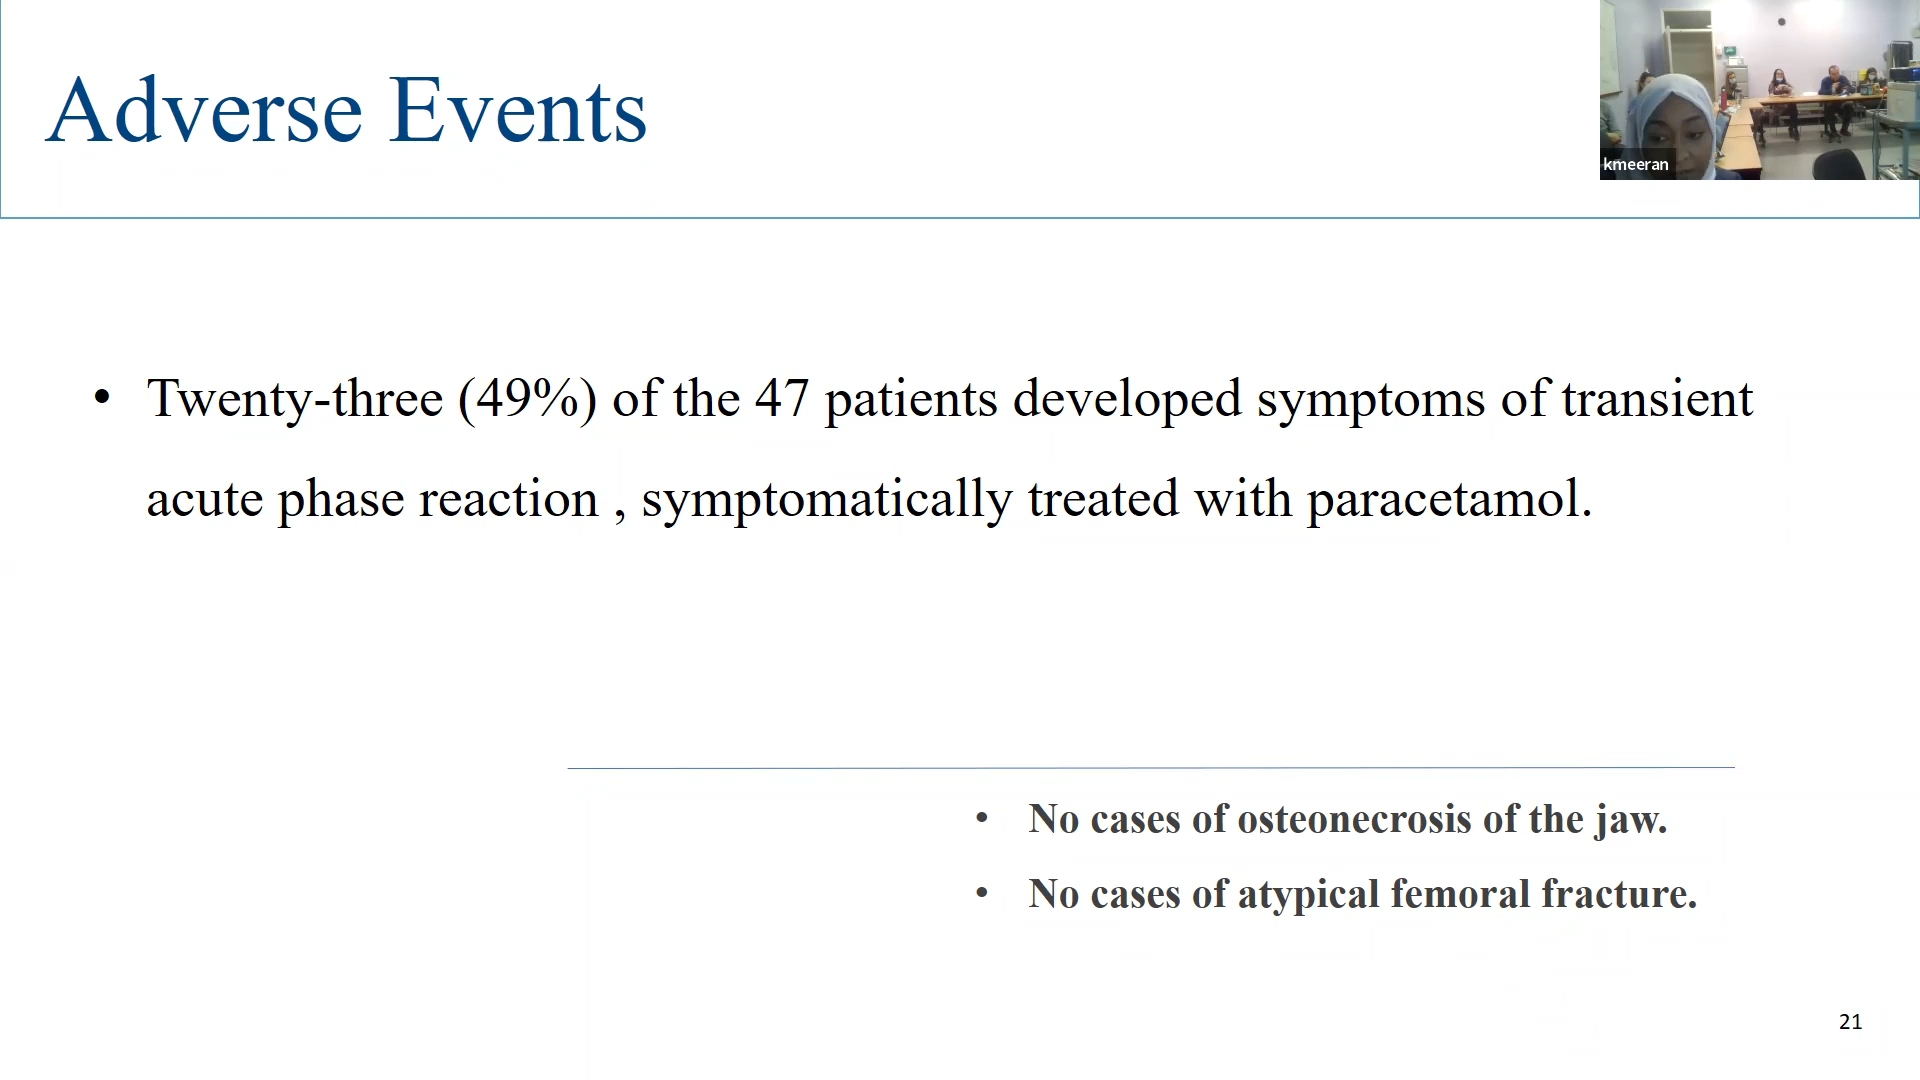 Adverse Events
kmeeran
• Twenty-three (49%) of the 47 patients developed symptoms of transient
acute phase reaction , symptomatically treated with paracetamol.
• No cases of osteonecrosis of the jaw.
• No cases of atypical femoral fracture.
21